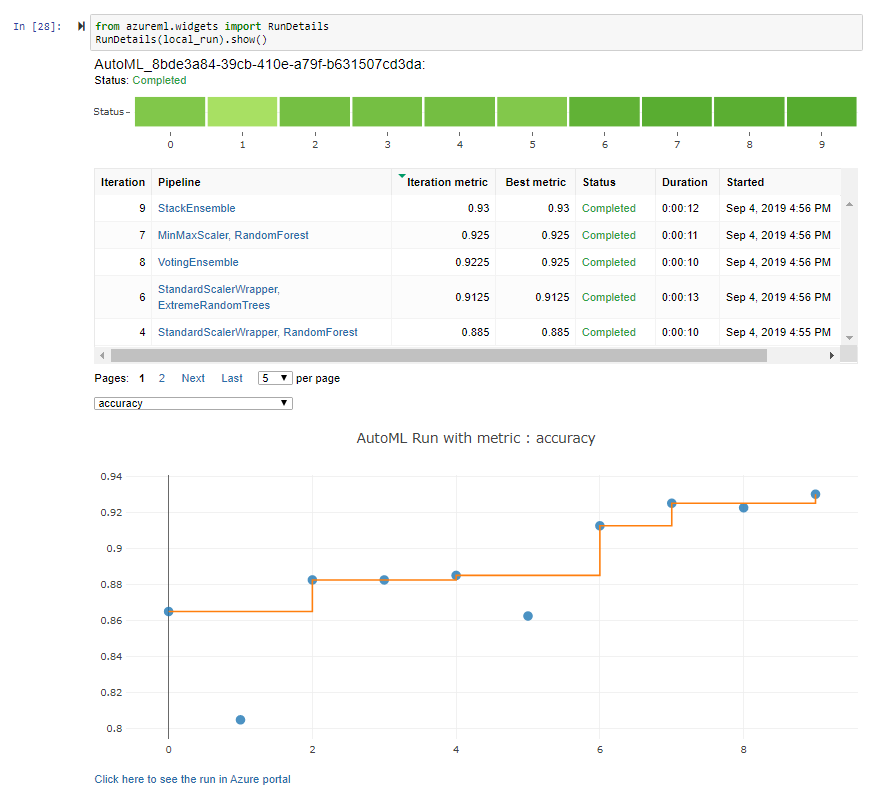 In [28]: from azureml.widgets import RunDetails
RunDetails(local_run).show()
AutoML_8bde3a84-39cb-410e-a79f-b631507cd3da:
Status: Completed
Status
0 1 2 3 4 5 6 7 8 9
Iteration Pipeline Iteration metric Best metric Status Duration Started
9 StackEnsemble 0.93 0.93 Completed 0:00:12 Sep 4, 2019 4:56 PM
7 MinMaxScaler, RandomForest 0.925 0.925 Completed 0:00:11 Sep 4, 2019 4:56 PM
8 VotingEnsemble 0.9225 0.925 Completed 0:00:10 Sep 4, 2019 4:56 PM
6 StandardScalerWrapper,
ExtremeRandomTrees 0.9125 0.9125 Completed 0:00:13 Sep 4, 2019 4:56 PM
4 StandardScalerWrapper, RandomForest 0.885 0.885 Completed 0:00:10 Sep 4, 2019 4:55 PM
Pages: 1 2 Next Last 5 per page
accuracy
AutoML Run with metric : accuracy
0.94
0.92
0.9
0.88
0.86
0.84
0.82
0.8
0 2 4 6 8
Click here to see the run in Azure portal